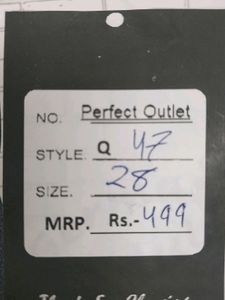 NO. Perfect Outlet
STYLE. Q 47
SIZE. 28
MRP. Rs.-499